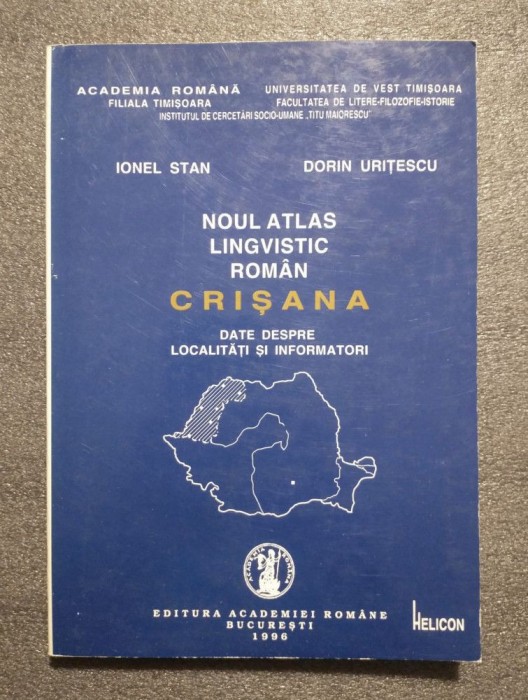 ACADEMIA ROMÂNĂ
FILIALA TIMIȘOARA
UNIVERSITATEA DE VEST TIMIȘOARA
FACULTATEA DE LITERE-FILOZOFIE-ISTORIE
INSTITUTUL DE CERCETĂRI SOCIO-UMANE „TITU MAIORESCU”
IONEL STAN
DORIN URIȚESCU
NOUL ATLAS
LINGVISTIC
ROMÂN
CRIȘANA
DATE DESPRE
LOCALITĂȚI ȘI INFORMATORI
ACADEMIA ROMÂNĂ
EDITURA ACADEMIEI ROMÂNE
BUCUREȘTI
1996
HELICON